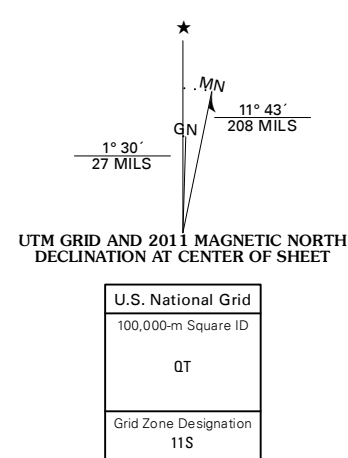 ★
MN
11° 43´
208 MILS
GN
1° 30´
27 MILS
UTM GRID AND 2011 MAGNETIC NORTH
DECLINATION AT CENTER OF SHEET
U.S. National Grid
100,000-m Square ID
QT
Grid Zone Designation
11S